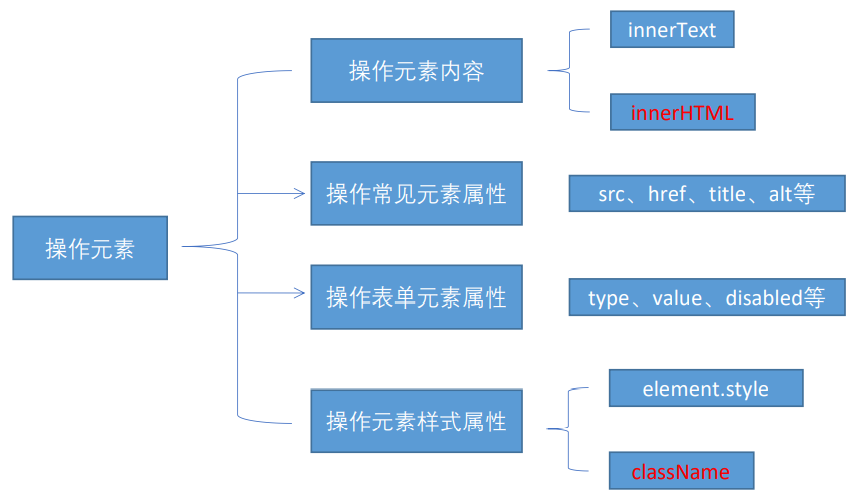 操作元素
操作元素内容
innerText
innerHTML
操作常见元素属性
src、href、title、alt等
操作表单元素属性
type、value、disabled等
操作元素样式属性
element.style
className